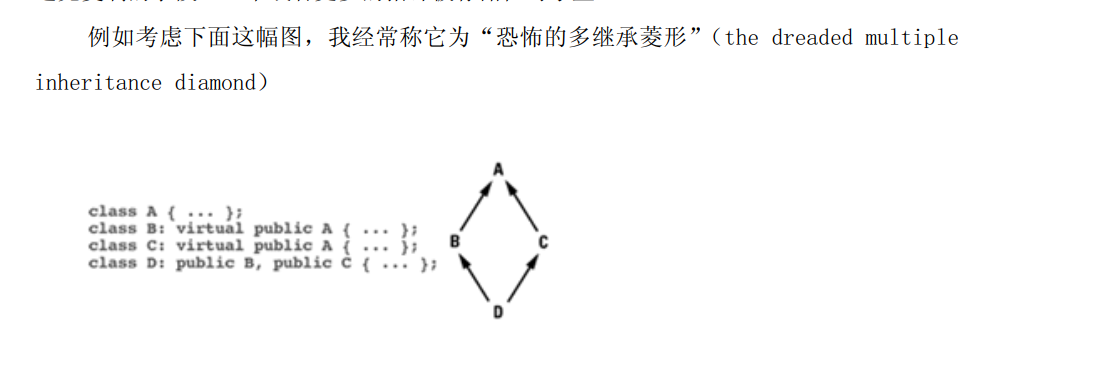 例如考虑下面这幅图，我经常称它为“恐怖的多继承菱形”（the dreaded multiple
inheritance diamond）
class A { ... };
class B: virtual public A { ... };
class C: virtual public A { ... };
class D: public B, public C { ... };
A
B
C
D